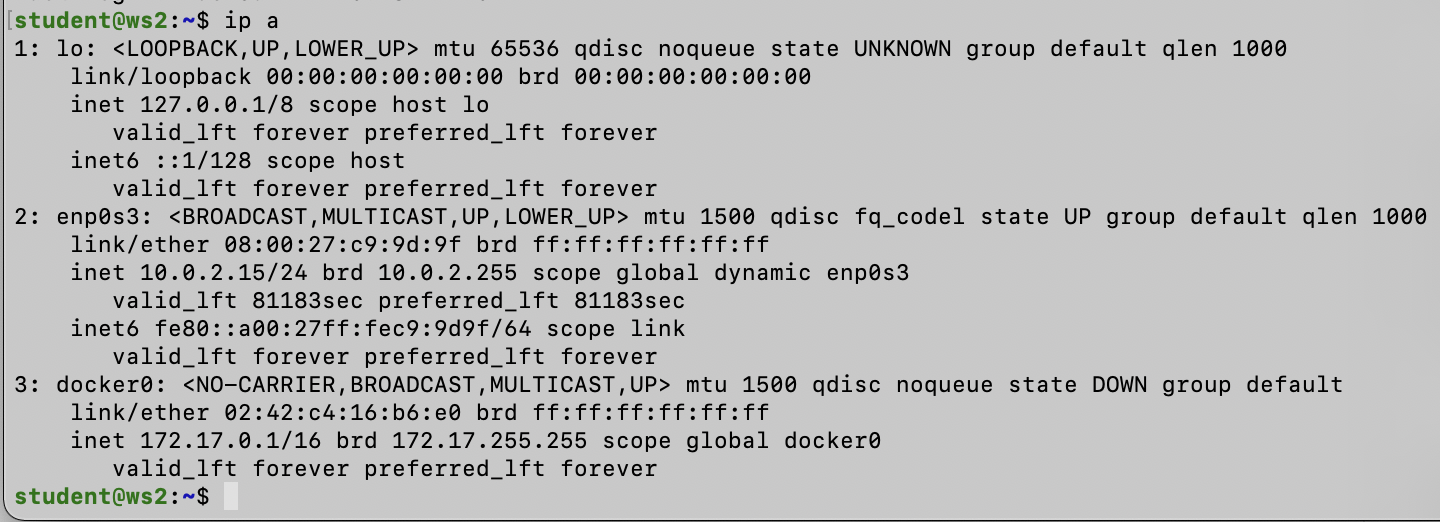 [student@ws2:~$ ip a
1: lo: <LOOPBACK,UP,LOWER_UP> mtu 65536 qdisc noqueue state UNKNOWN group default qlen 1000
    link/loopback 00:00:00:00:00:00 brd 00:00:00:00:00:00
    inet 127.0.0.1/8 scope host lo
       valid_lft forever preferred_lft forever
    inet6 ::1/128 scope host
       valid_lft forever preferred_lft forever
2: enp0s3: <BROADCAST,MULTICAST,UP,LOWER_UP> mtu 1500 qdisc fq_codel state UP group default qlen 1000
    link/ether 08:00:27:c9:9d:9f brd ff:ff:ff:ff:ff:ff
    inet 10.0.2.15/24 brd 10.0.2.255 scope global dynamic enp0s3
       valid_lft 81183sec preferred_lft 81183sec
    inet6 fe80::a00:27ff:fec9:9d9f/64 scope link
       valid_lft forever preferred_lft forever
3: docker0: <NO-CARRIER,BROADCAST,MULTICAST,UP> mtu 1500 qdisc noqueue state DOWN group default
    link/ether 02:42:c4:16:b6:e0 brd ff:ff:ff:ff:ff:ff
    inet 172.17.0.1/16 brd 172.17.255.255 scope global docker0
       valid_lft forever preferred_lft forever
student@ws2:~$